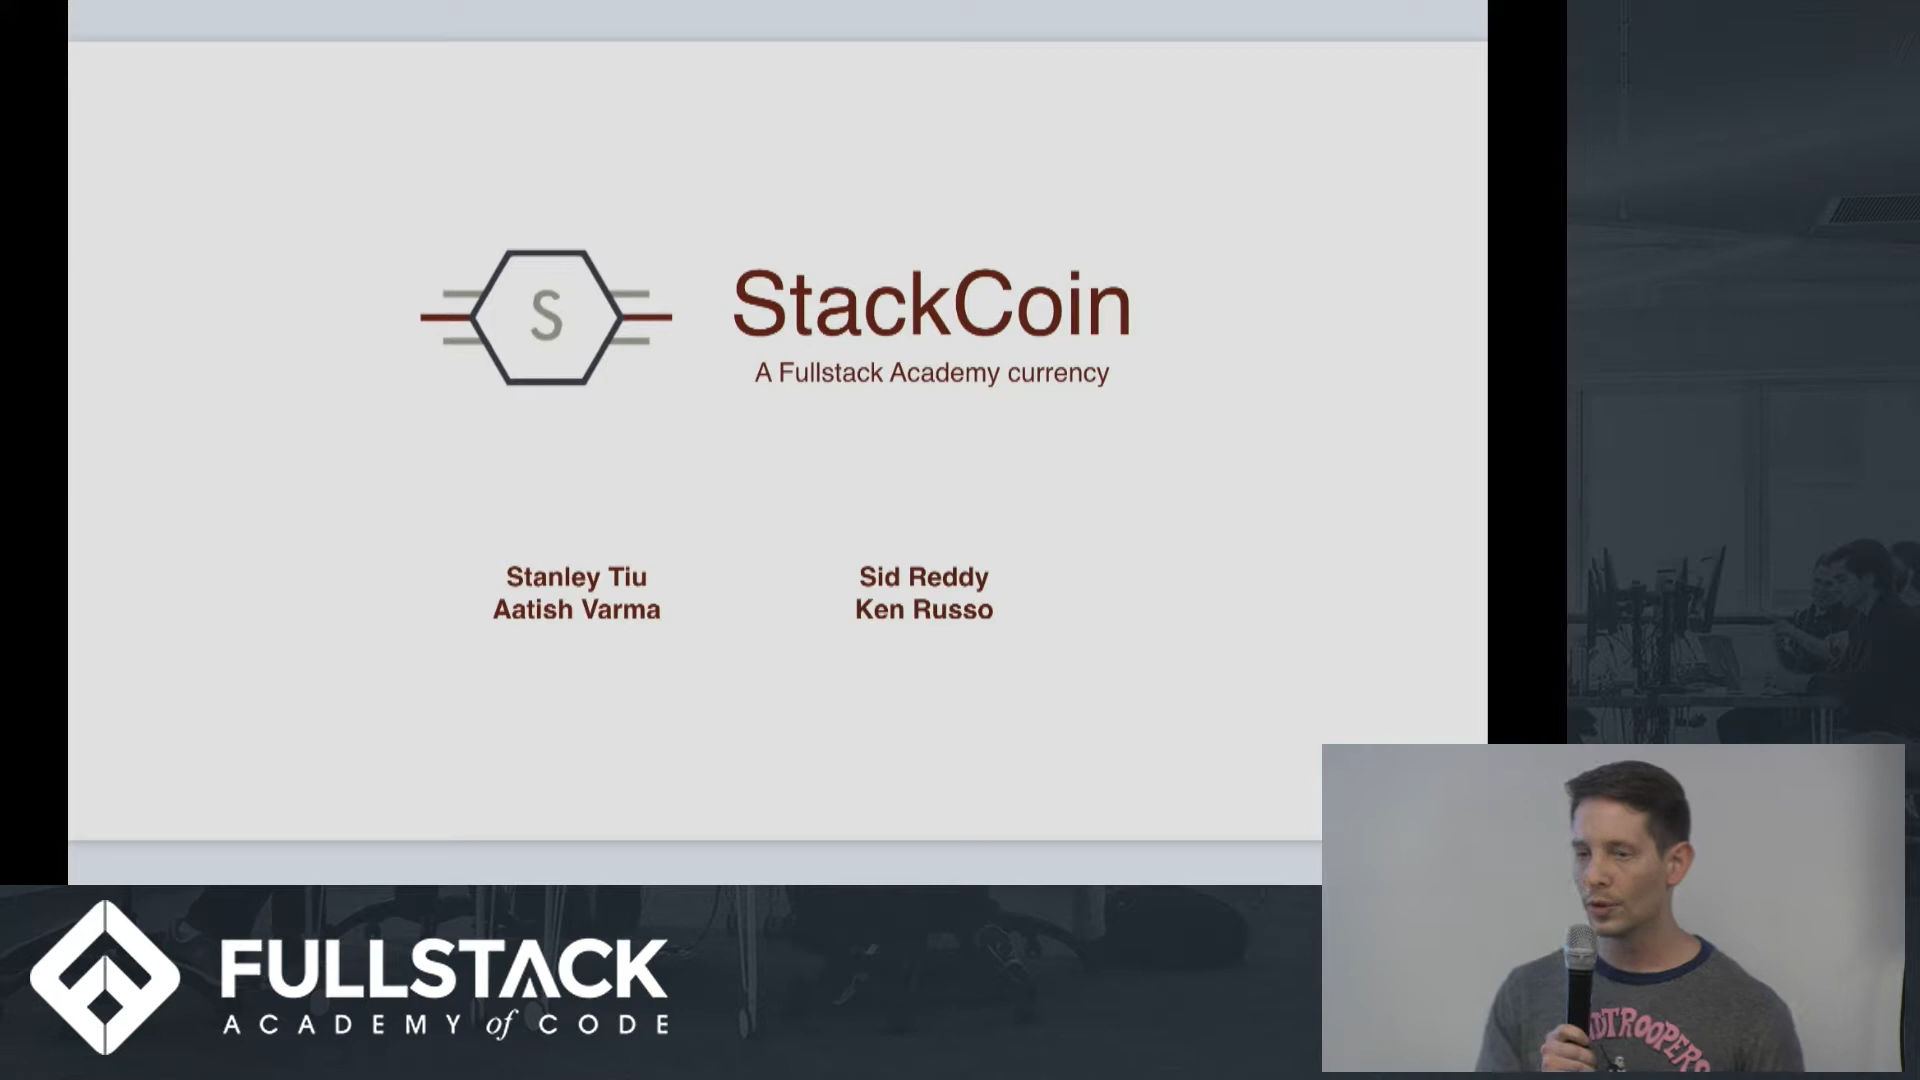 S
StackCoin
A Fullstack Academy currency
Stanley Tiu
Aatish Varma
Sid Reddy
Ken Russo
FULLSTACK
ACADEMY of CODE